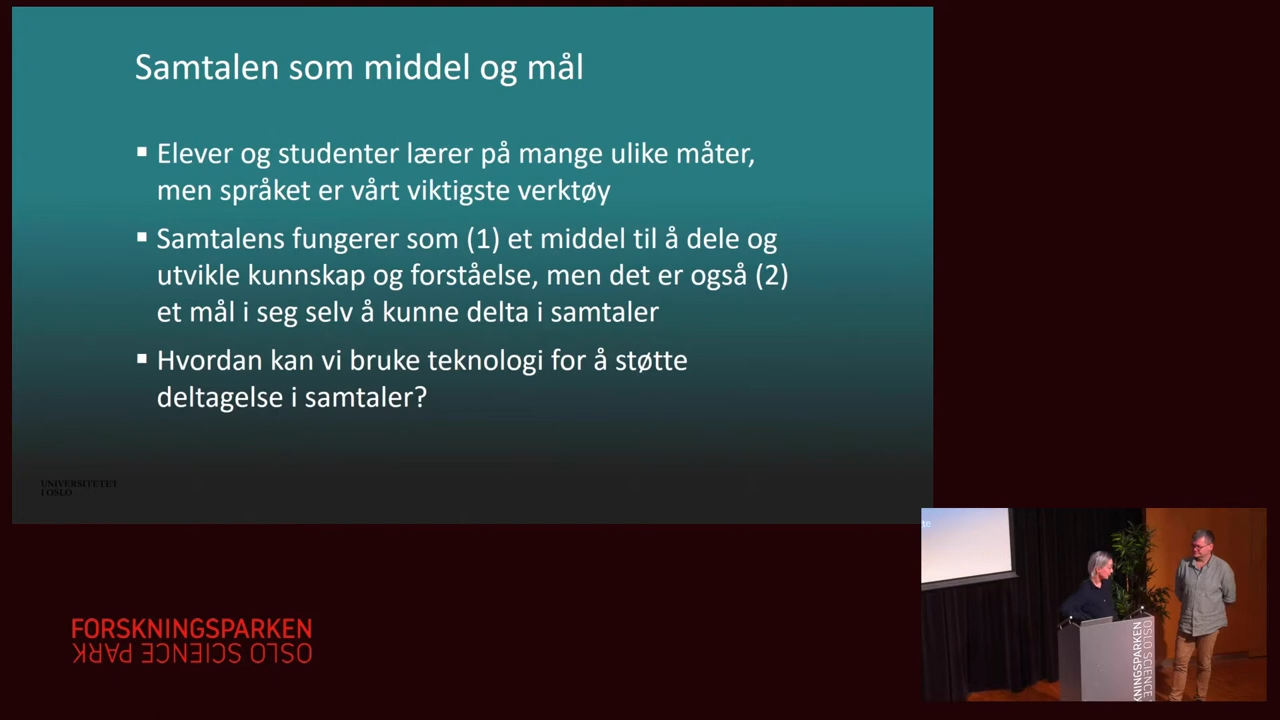 Samtalen som middel og mål
▪ Elever og studenter lærer på mange ulike måter,
men språket er vårt viktigste verktøy
▪ Samtalens fungerer som (1) et middel til å dele og
utvikle kunnskap og forståelse, men det er også (2)
et mål i seg selv å kunne delta i samtaler
▪ Hvordan kan vi bruke teknologi for å støtte
deltagelse i samtaler?
UNIVERSITETET
I OSLO
FORSKNINGSPARKEN
OSLO SCIENCE PARK
OSLO SCIENCE